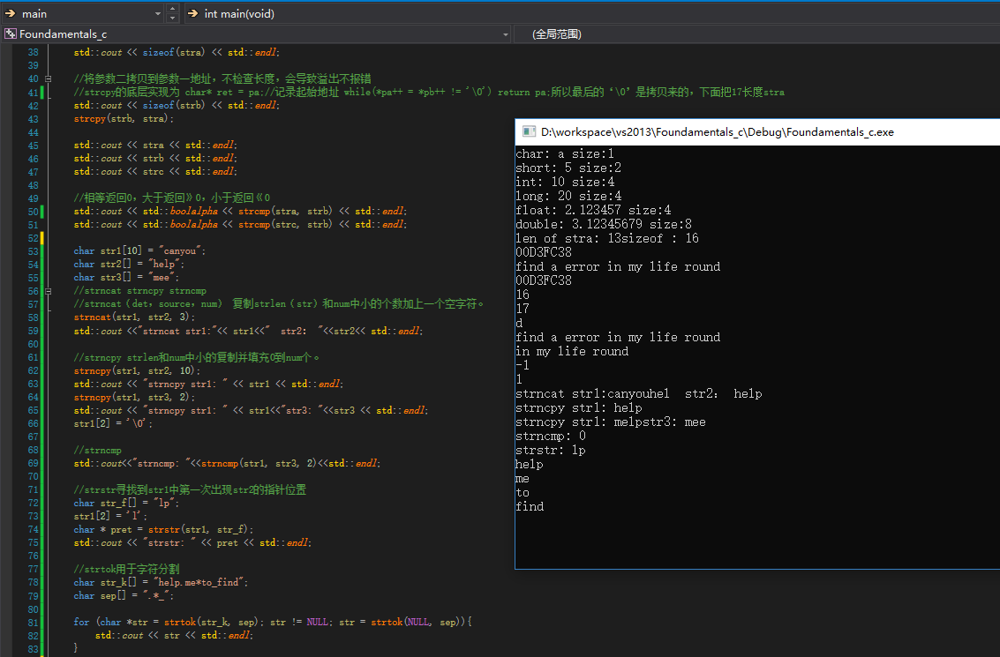 main
int main(void)
Foundamentals_c
(全局范围)
38 std::cout << sizeof(stra) << std::endl;
39
40 //将参数二拷贝到参数一地址，不检查长度，会导致溢出不报错
41 //strcpy的底层实现为 char* ret = pa;//记录起始地址 while(*pa++ = *pb++ != '\0') return pa;所以最后的‘\0’是拷贝来的，下面把17长度stra
42 std::cout << sizeof(strb) << std::endl;
43 strcpy(strb, stra);
44
45 std::cout << stra << std::endl;
46 std::cout << strb << std::endl;
47 std::cout << strc << std::endl;
48
49 //相等返回0，大于返回》0，小于返回《0
50 std::cout << std::boolalpha << strcmp(stra, strb) << std::endl;
51 std::cout << std::boolalpha << strcmp(strc, strb) << std::endl;
52
53 char str1[10] = "canyou";
54 char str2[] = "help";
55 char str3[] = "mee";
56 //strncat strncpy strncmp
57 //strncat（det，source，num） 复制strlen（str）和num中小的个数加上一个空字符。
58 strncat(str1, str2, 3);
59 std::cout <<"strncat str1:"<< str1<<"  str2： "<<str2<< std::endl;
60
61 //strncpy strlen和num中小的复制并填充0到num个。
62 strncpy(str1, str2, 10);
63 std::cout << "strncpy str1: " << str1 << std::endl;
64 strncpy(str1, str3, 2);
65 std::cout << "strncpy str1: " << str1<<"str3: "<<str3 << std::endl;
66 str1[2] = '\0';
67
68 //strncmp
69 std::cout<<"strncmp: "<<strncmp(str1, str3, 2)<<std::endl;
70
71 //strstr寻找到str1中第一次出现str2的指针位置
72 char str_f[] = "lp";
73 str1[2] = 'l';
74 char * pret = strstr(str1, str_f);
75 std::cout << "strstr: " << pret << std::endl;
76
77 //strtok用于字符分割
78 char str_k[] = "help.me*to_find";
79 char sep[] = ".*_";
80
81 for (char *str = strtok(str_k, sep); str != NULL; str = strtok(NULL, sep)){
82 std::cout << str << std::endl;
83 }
D:\workspace\vs2013\Foundamentals_c\Debug\Foundamentals_c.exe
char: a size:1
short: 5 size:2
int: 10 size:4
long: 20 size:4
float: 2.123457 size:4
double: 3.12345679 size:8
len of stra: 13sizeof : 16
00D3FC38
find a error in my life round
00D3FC38
16
17
d
find a error in my life round
in my life round
-1
1
strncat str1:canyouhel  str2： help
strncpy str1: help
strncpy str1: melpstr3: mee
strncmp: 0
strstr: lp
help
me
to
find